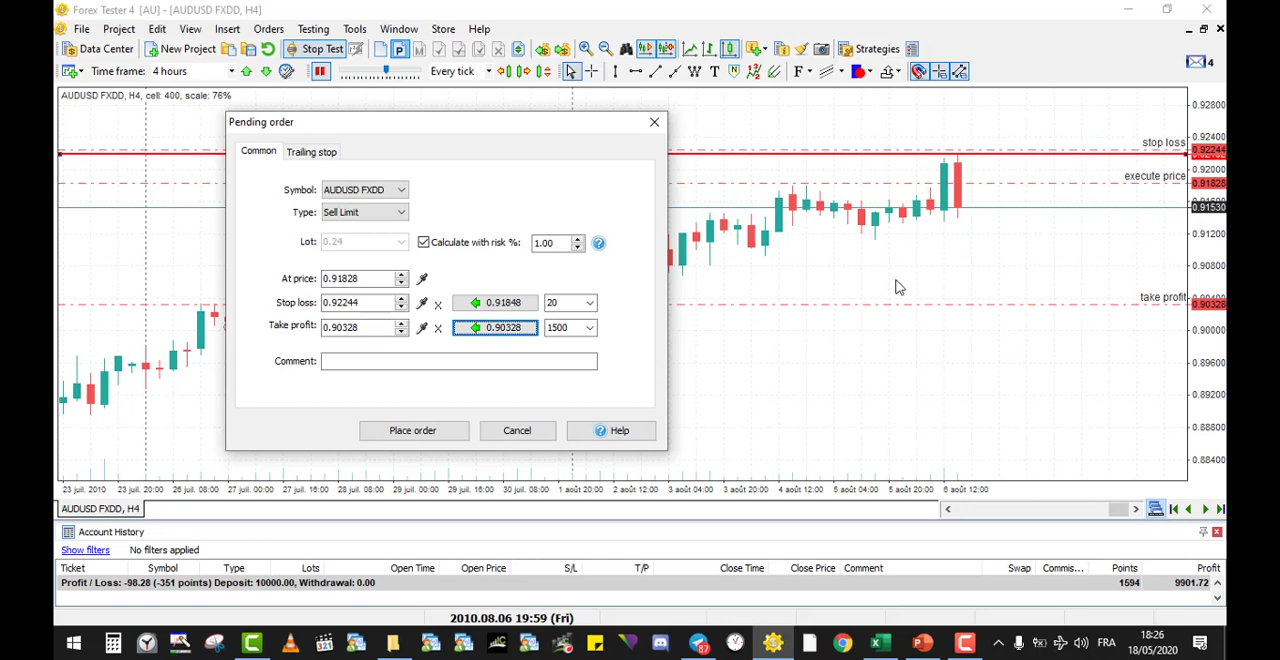 Forex Tester 4 [AU] - [AUDUSD FXDD, H4]
File Project Edit View Insert Orders Testing Tools Window Store Help
Data Center New Project Stop Test P Strategies
Time frame: 4 hours Every tick W T F 4
AUDUSD FXDD, H4, cell: 400, scale: 76%
0.92800
0.92400
stop loss 0.92244
0.92000
execute price 0.91828
0.91530
0.91200
0.90800
take profit 0.90328
0.90000
0.89600
0.89200
0.88800
0.88400
Pending order
Common Trailing stop
Symbol: AUDUSD FXDD
Type: Sell Limit
Lot: 0.24 Calculate with risk %: 1.00
At price: 0.91828
Stop loss: 0.92244 x 0.91848 20
Take profit: 0.90328 x 0.90328 1500
Comment:
Place order Cancel Help
23 juil. 2010 23 juil. 20:00 26 juil. 08:00 27 juil. 00:00 27 juil. 16:00 28 juil. 08:00 29 juil. 00:00 29 juil. 16:00 30 juil. 08:00 1 août 20:00 2 août 12:00 3 août 04:00 3 août 20:00 4 août 12:00 5 août 04:00 5 août 20:00 6 août 12:00
AUDUSD FXDD, H4
Account History
Show filters No filters applied
Ticket Symbol Type Lots Open Time Open Price S/L T/P Close Time Close Price Comment Swap Commis... Points Profit
Profit / Loss: -98.28 (-351 points) Deposit: 10000.00, Withdrawal: 0.00 1594 9901.72
2010.08.06 19:59 (Fri)
321 87 FRA 18:26
18/05/2020